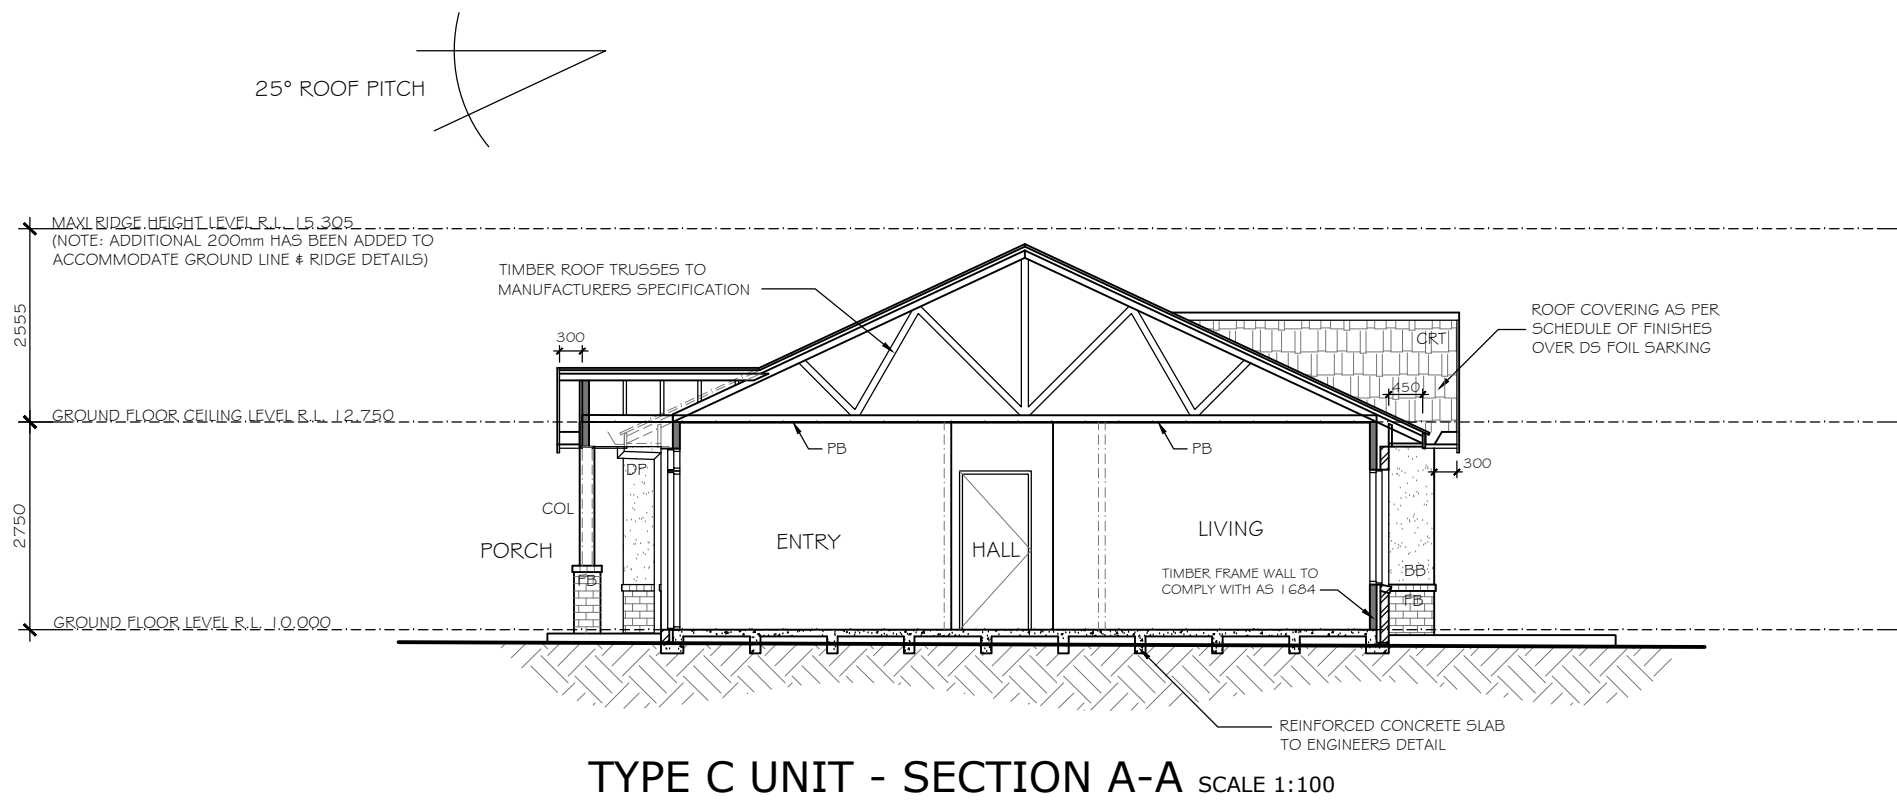 25° ROOF PITCH
MAXI RIDGE HEIGHT LEVEL R.L. 15.305
(NOTE: ADDITIONAL 200mm HAS BEEN ADDED TO
ACCOMMODATE GROUND LINE & RIDGE DETAILS)
TIMBER ROOF TRUSSES TO
MANUFACTURERS SPECIFICATION
ROOF COVERING AS PER
SCHEDULE OF FINISHES
OVER DS FOIL SARKING
2555
300
CRT
450
GROUND FLOOR CEILING LEVEL R.L. 12.750
PB
PB
DP
300
COL
2750
PORCH
ENTRY
HALL
LIVING
FB
TIMBER FRAME WALL TO
COMPLY WITH AS 1684
BB
FB
GROUND FLOOR LEVEL R.L. 10.000
REINFORCED CONCRETE SLAB
TO ENGINEERS DETAIL
TYPE C UNIT - SECTION A-A SCALE 1:100